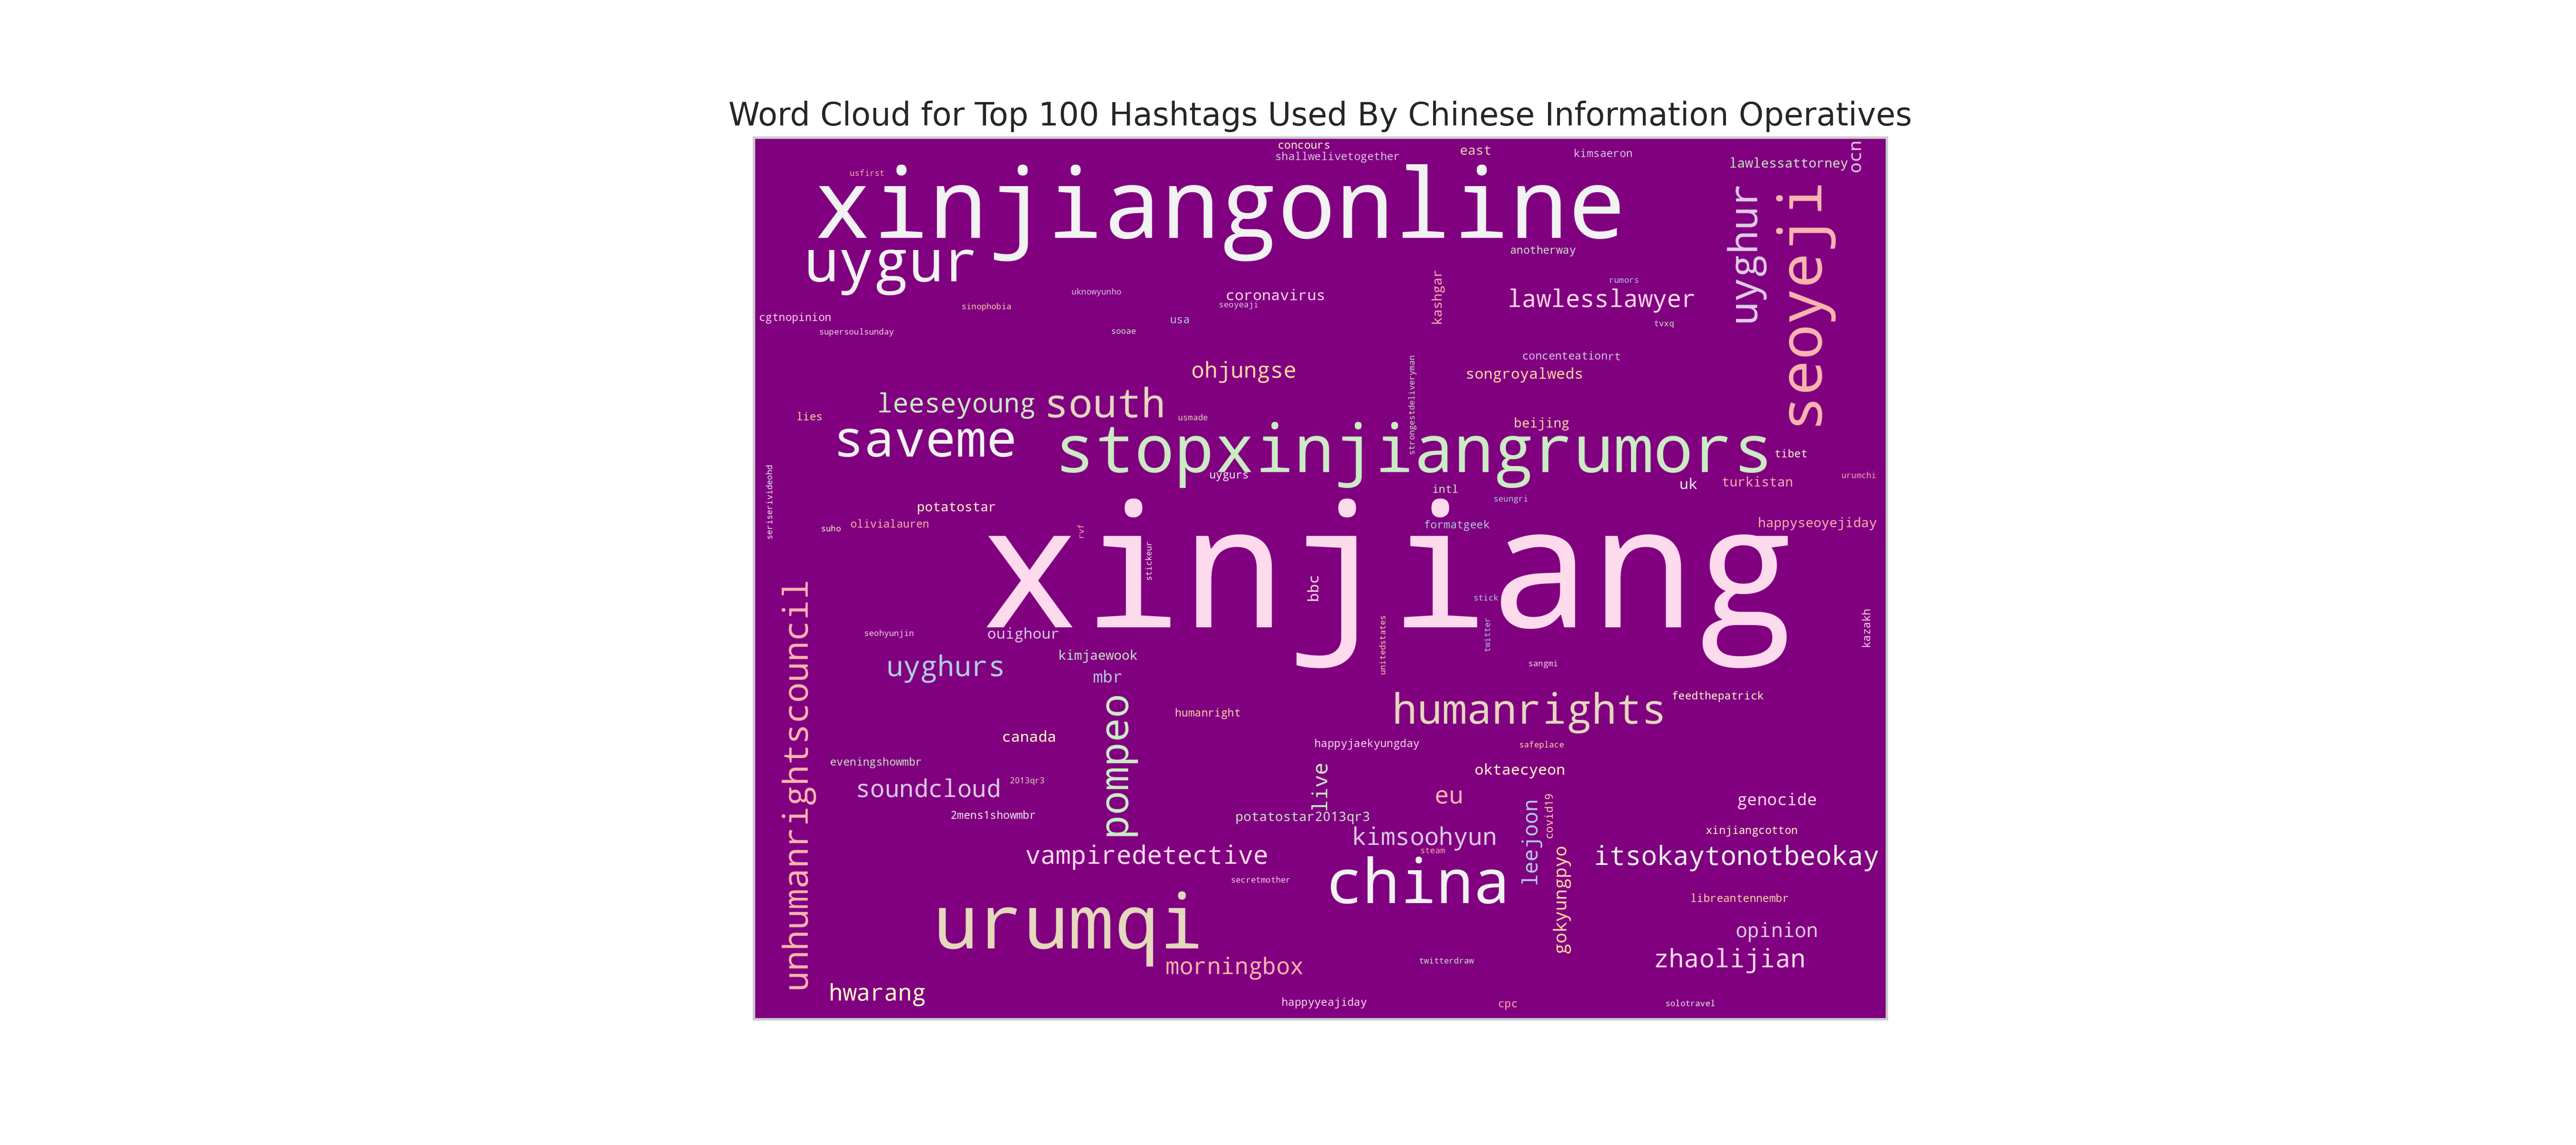 Word Cloud for Top 100 Hashtags Used By Chinese Information Operatives
concours
shallwelivetogether
east
kimsaeron
lawlessattorney
ocn
usfirst
xinjiangonline
uygur
uyghur
seoyeji
anotherway
uknowyunho
coronavirus
kashgar
rumors
lawlesslawyer
sinophobia
seoyeaji
cgtnopinion
supersoulsunday
usa
sooae
tvxq
concenteationrt
ohjungse
songroyalweds
strongestdeliveryman
leeseyoung
south
lies
usmade
beijing
saveme
stopxinjiangrumors
tibet
uygurs
uk
turkistan
urumchi
intl
seungri
seriserivideohd
potatostar
suho
olivialauren
rvf
formatgeek
happyseoyejiday
xinjiang
stickeur
bbc
stick
twitter
unitedstates
kazakh
unhumanrightscouncil
seohyunjin
ouighour
kimjaewook
sangmi
uyghurs
mbr
pompeo
humanrights
feedthepatrick
humanright
canada
happyjaekyungday
safeplace
eveningshowmbr
live
oktaecyeon
soundcloud
2013qr3
eu
leejoon
covid19
genocide
2mens1showmbr
potatostar2013qr3
kimsoohyun
xinjiangcotton
vampiredetective
steam
gokyungpyo
itsokaytonotbeokay
secretmother
china
libreantennembr
urumqi
opinion
morningbox
twitterdraw
zhaolijian
hwarang
happyyeajiday
cpc
solotravel